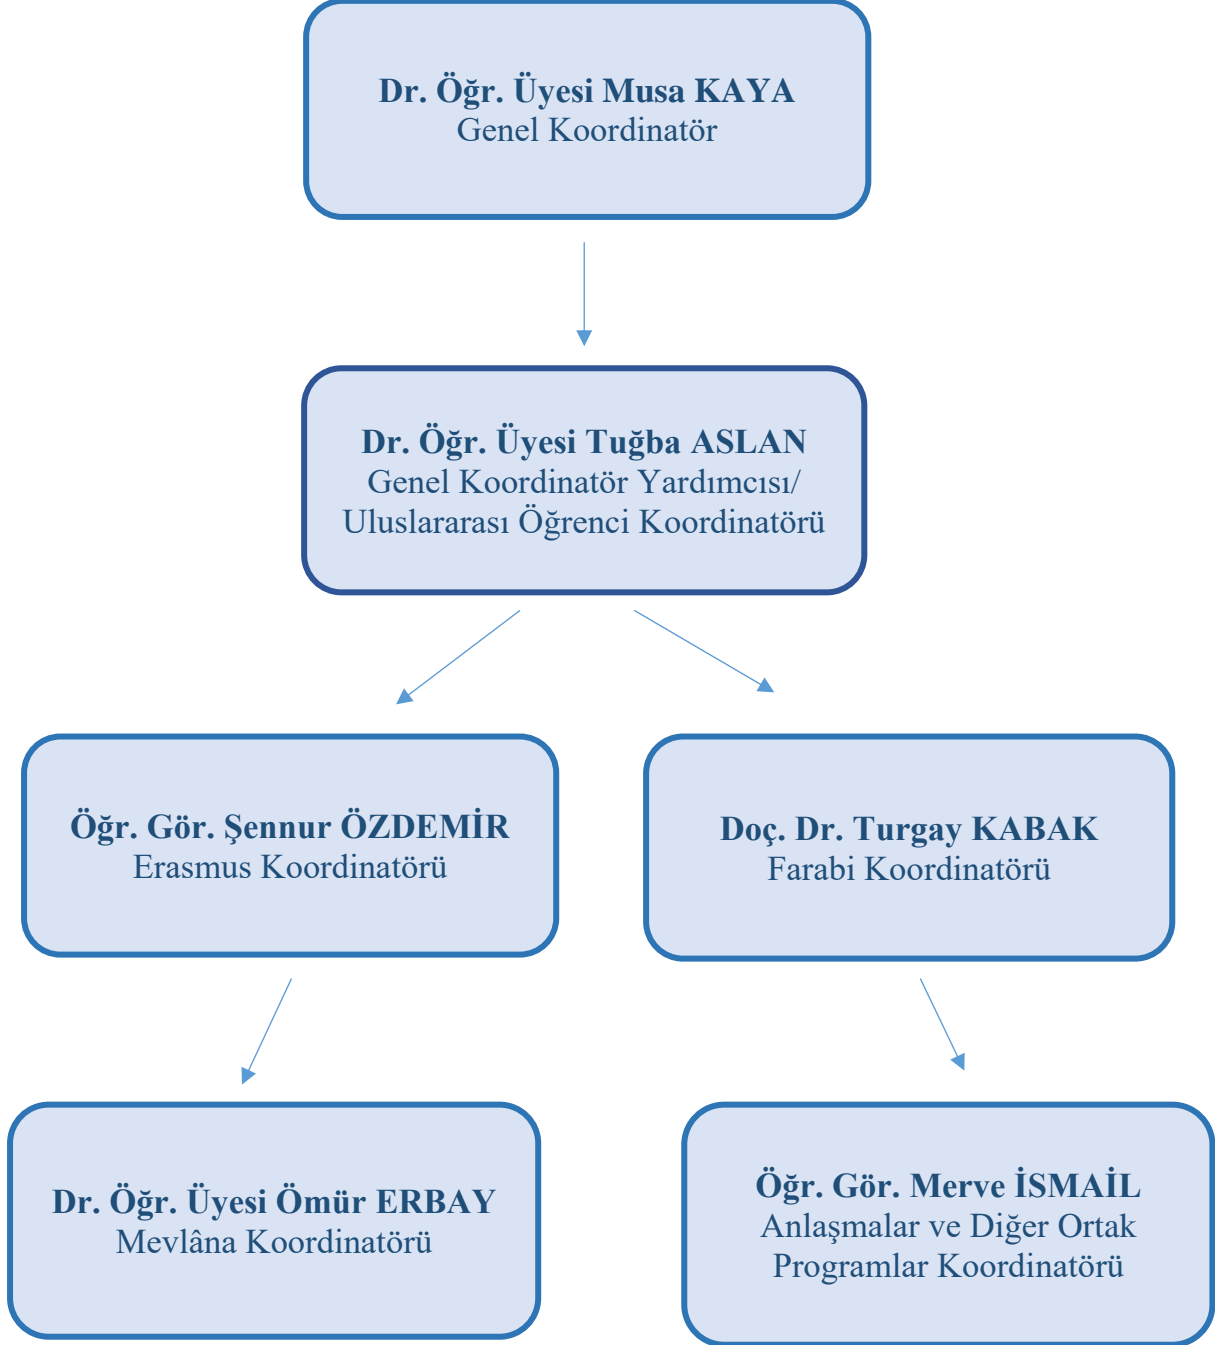 Dr. Öğr. Üyesi Musa KAYA
Genel Koordinatör
Dr. Öğr. Üyesi Tuğba ASLAN
Genel Koordinatör Yardımcısı/
Uluslararası Öğrenci Koordinatörü
Öğr. Gör. Şennur ÖZDEMİR
Erasmus Koordinatörü
Doç. Dr. Turgay KABAK
Farabi Koordinatörü
Dr. Öğr. Üyesi Ömür ERBAY
Mevlâna Koordinatörü
Öğr. Gör. Merve İSMAİL
Anlaşmalar ve Diğer Ortak
Programlar Koordinatörü